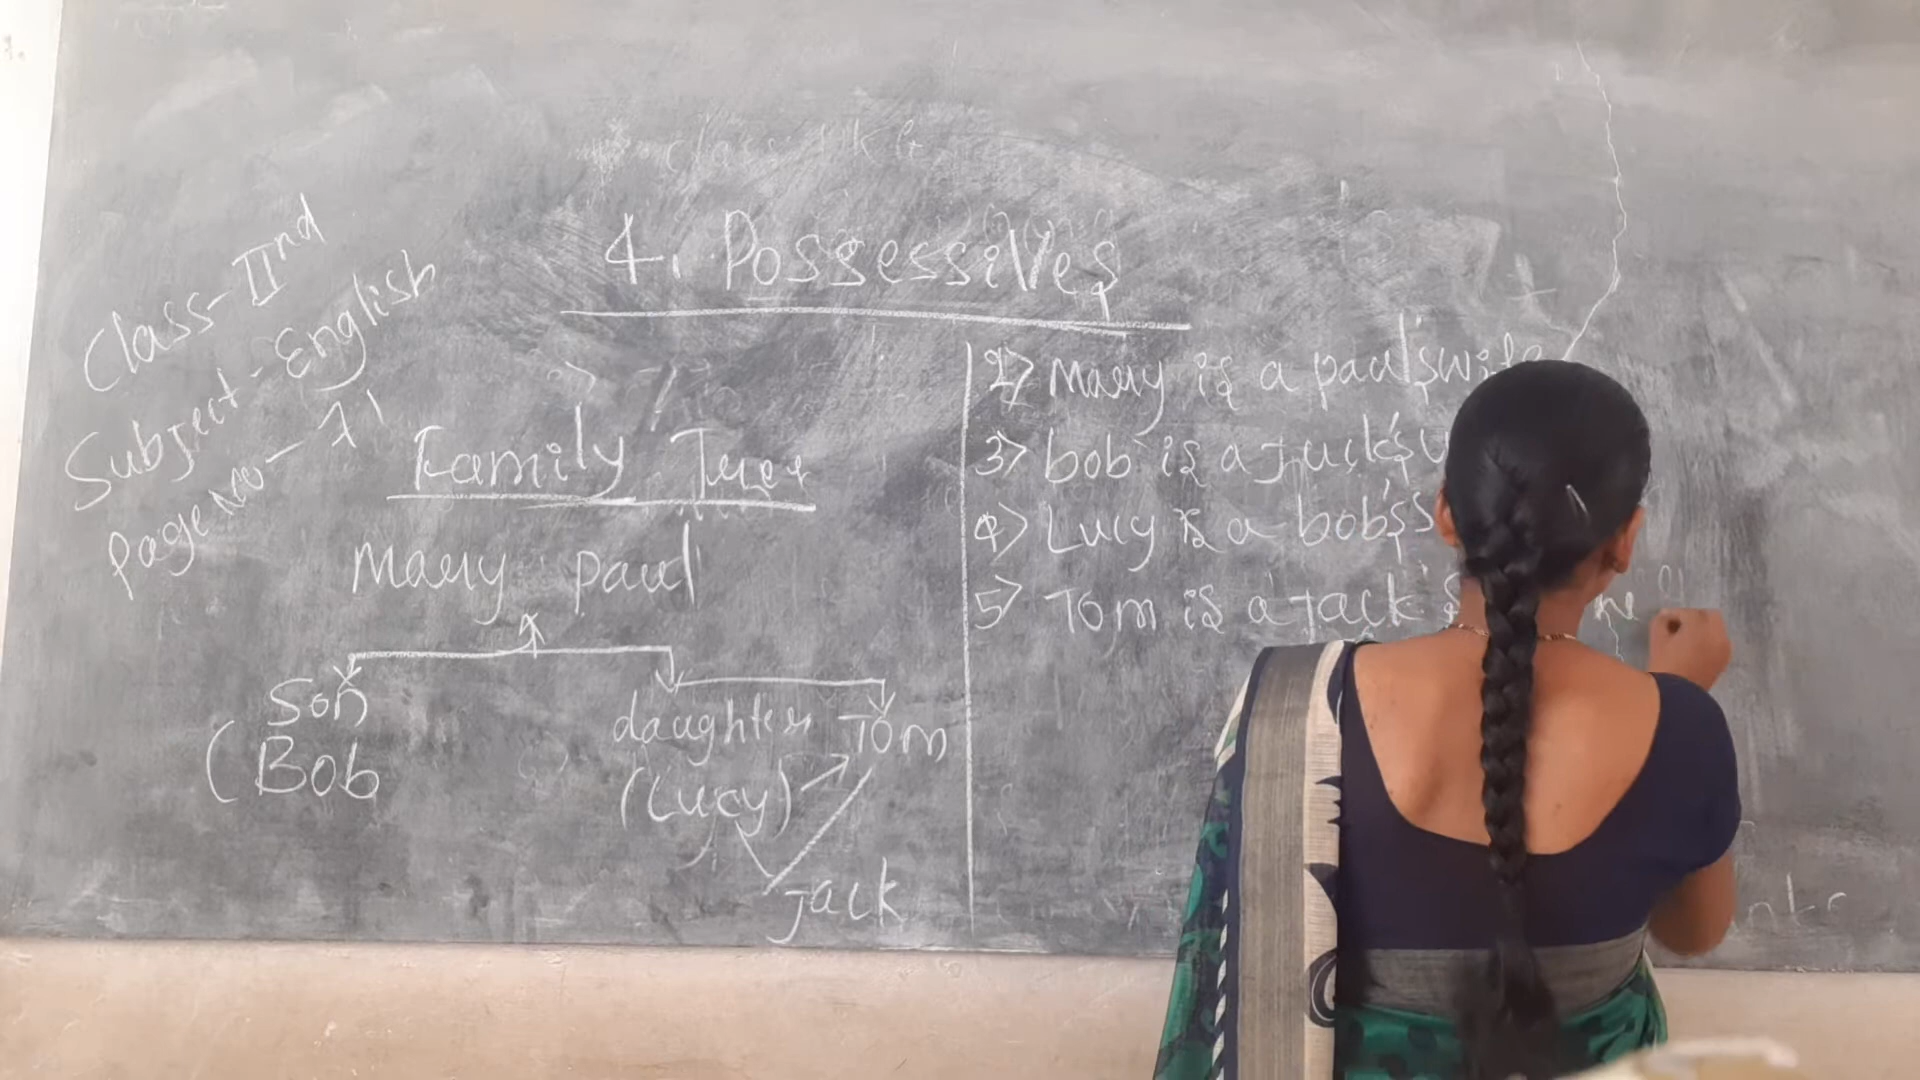 Class-IInd
Subject-English
Page no-71
4. Possessives
Family Tree
Mary paul
Son
(Bob
daughter Tom
(Lucy)
Jack
2) Mary is a paul's wife
3) bob is a Jack's
4) Lucy is a bob's
5) Tom is a Jack's